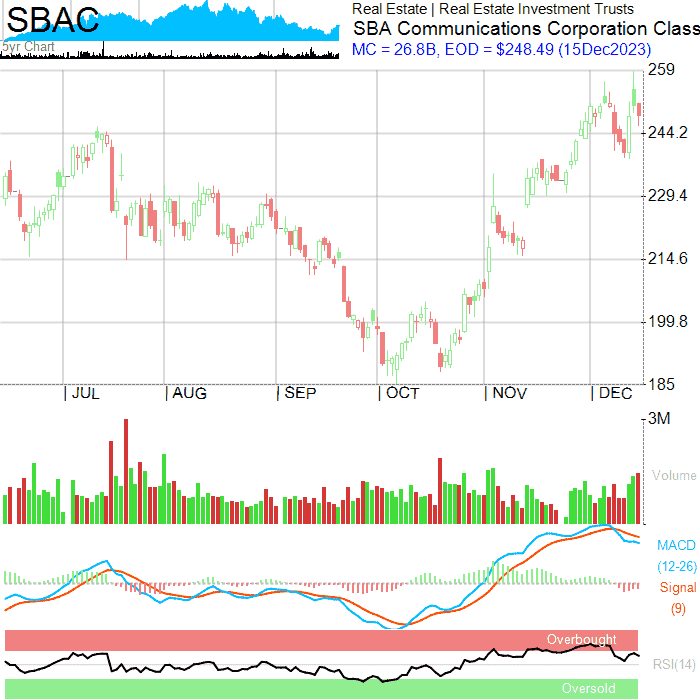 SBAC
5yr Chart
Real Estate | Real Estate Investment Trusts
SBA Communications Corporation Class
MC = 26.8B, EOD = $248.49 (15Dec2023)
259
244.2
229.4
214.6
199.8
185
| JUL | AUG | SEP | OCT | NOV | DEC
3M
Volume
MACD
(12-26)
Signal
(9)
Overbought
RSI(14)
Oversold